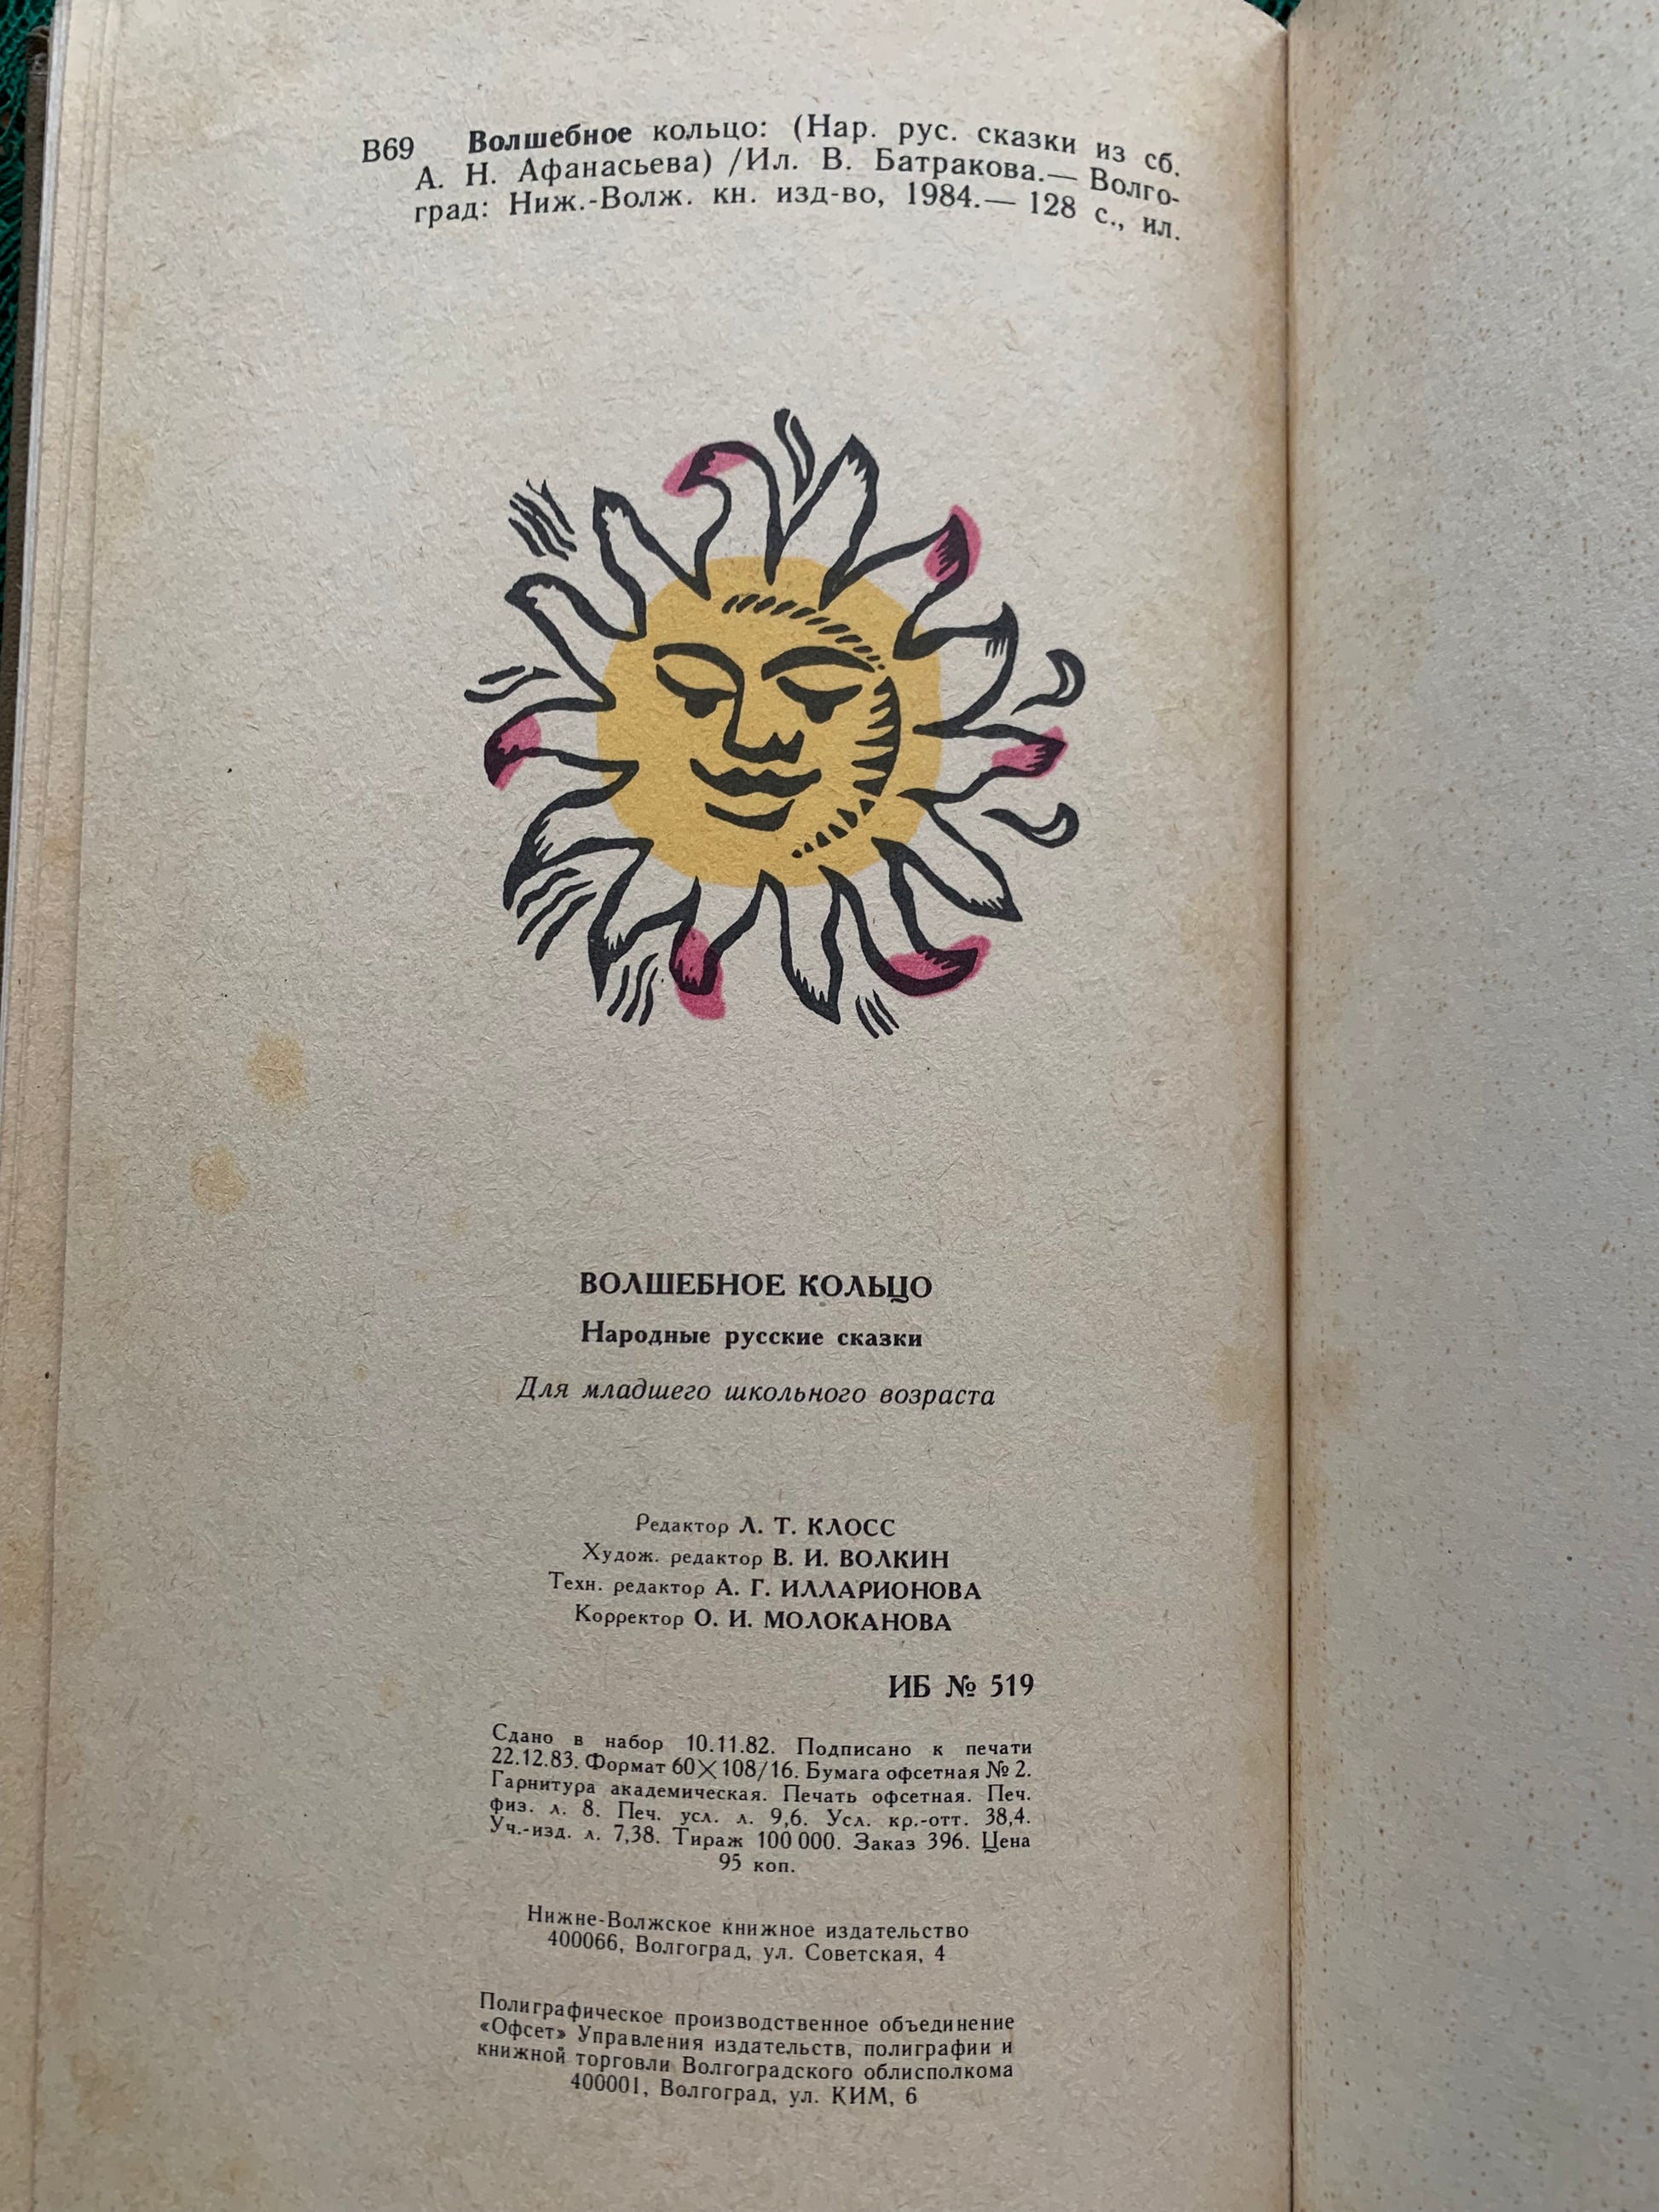 В69 Волшебное кольцо: (Нар. рус. сказки из сб.
А. Н. Афанасьева) /Ил. В. Батракова.— Волго-
град: Ниж.-Волж. кн. изд-во, 1984.— 128 с., ил.
ВОЛШЕБНОЕ КОЛЬЦО
Народные русские сказки
Для младшего школьного возраста
Редактор Л. Т. КЛОСС
Худож. редактор В. И. ВОЛКИН
Техн. редактор А. Г. ИЛЛАРИОНОВА
Корректор О. И. МОЛОКАНОВА
ИБ № 519
Сдано в набор 10.11.82. Подписано к печати
22.12.83. Формат 60×108/16. Бумага офсетная № 2.
Гарнитура академическая. Печать офсетная. Печ.
физ. л. 8. Печ. усл. л. 9,6. Усл. кр.-отт. 38,4.
Уч.-изд. л. 7,38. Тираж 100 000. Заказ 396. Цена
95 коп.
Нижне-Волжское книжное издательство
400066, Волгоград, ул. Советская, 4
Полиграфическое производственное объединение
«Офсет» Управления издательств, полиграфии и
книжной торговли Волгоградского облисполкома
400001, Волгоград, ул. КИМ, 6